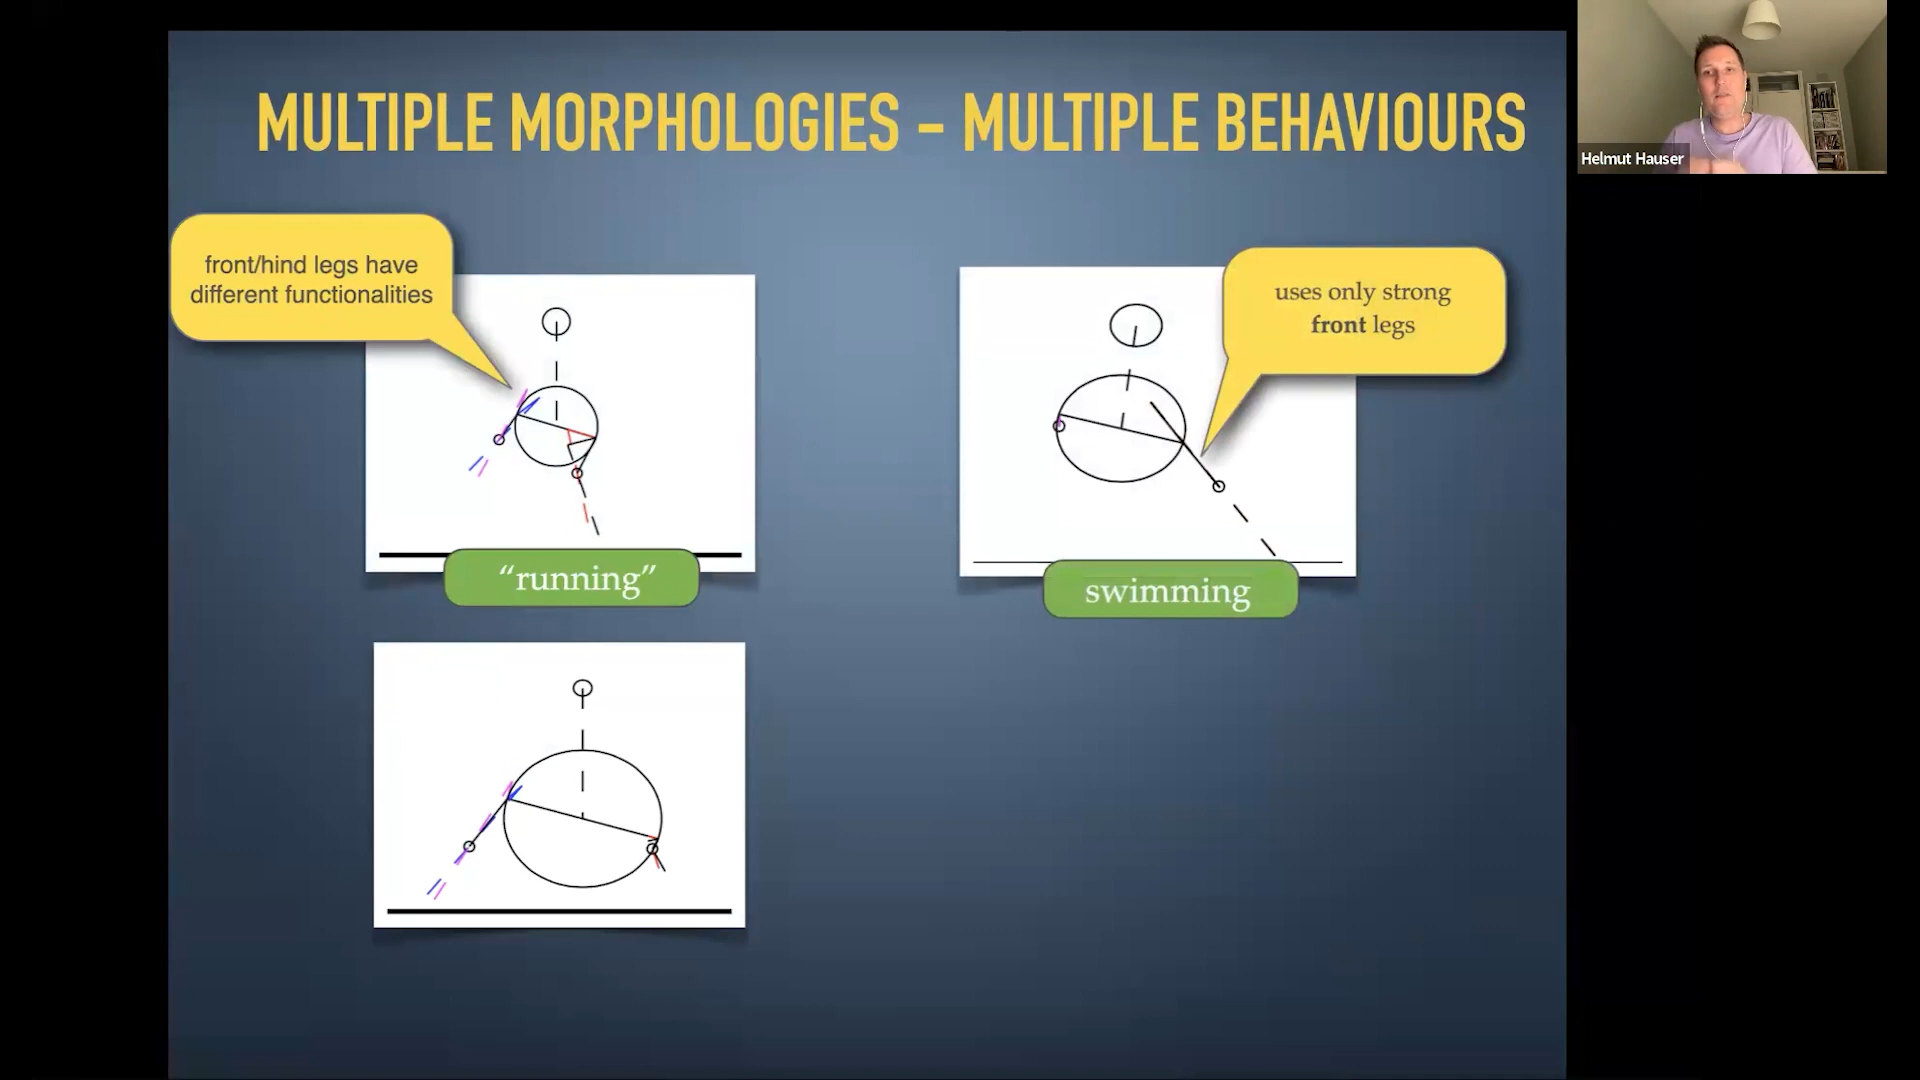 MULTIPLE MORPHOLOGIES – MULTIPLE BEHAVIOURS
Helmut Hauser
front/hind legs have
different functionalities
uses only strong
front legs
“running”
swimming